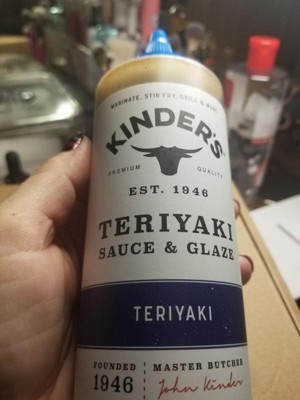 MARINATE, STIR FRY, GRILL & MORE
KINDER'S
PREMIUM QUALITY
EST. 1946
TERIYAKI
SAUCE & GLAZE
TERIYAKI
FOUNDED
1946
MASTER BUTCHER
John Kinder